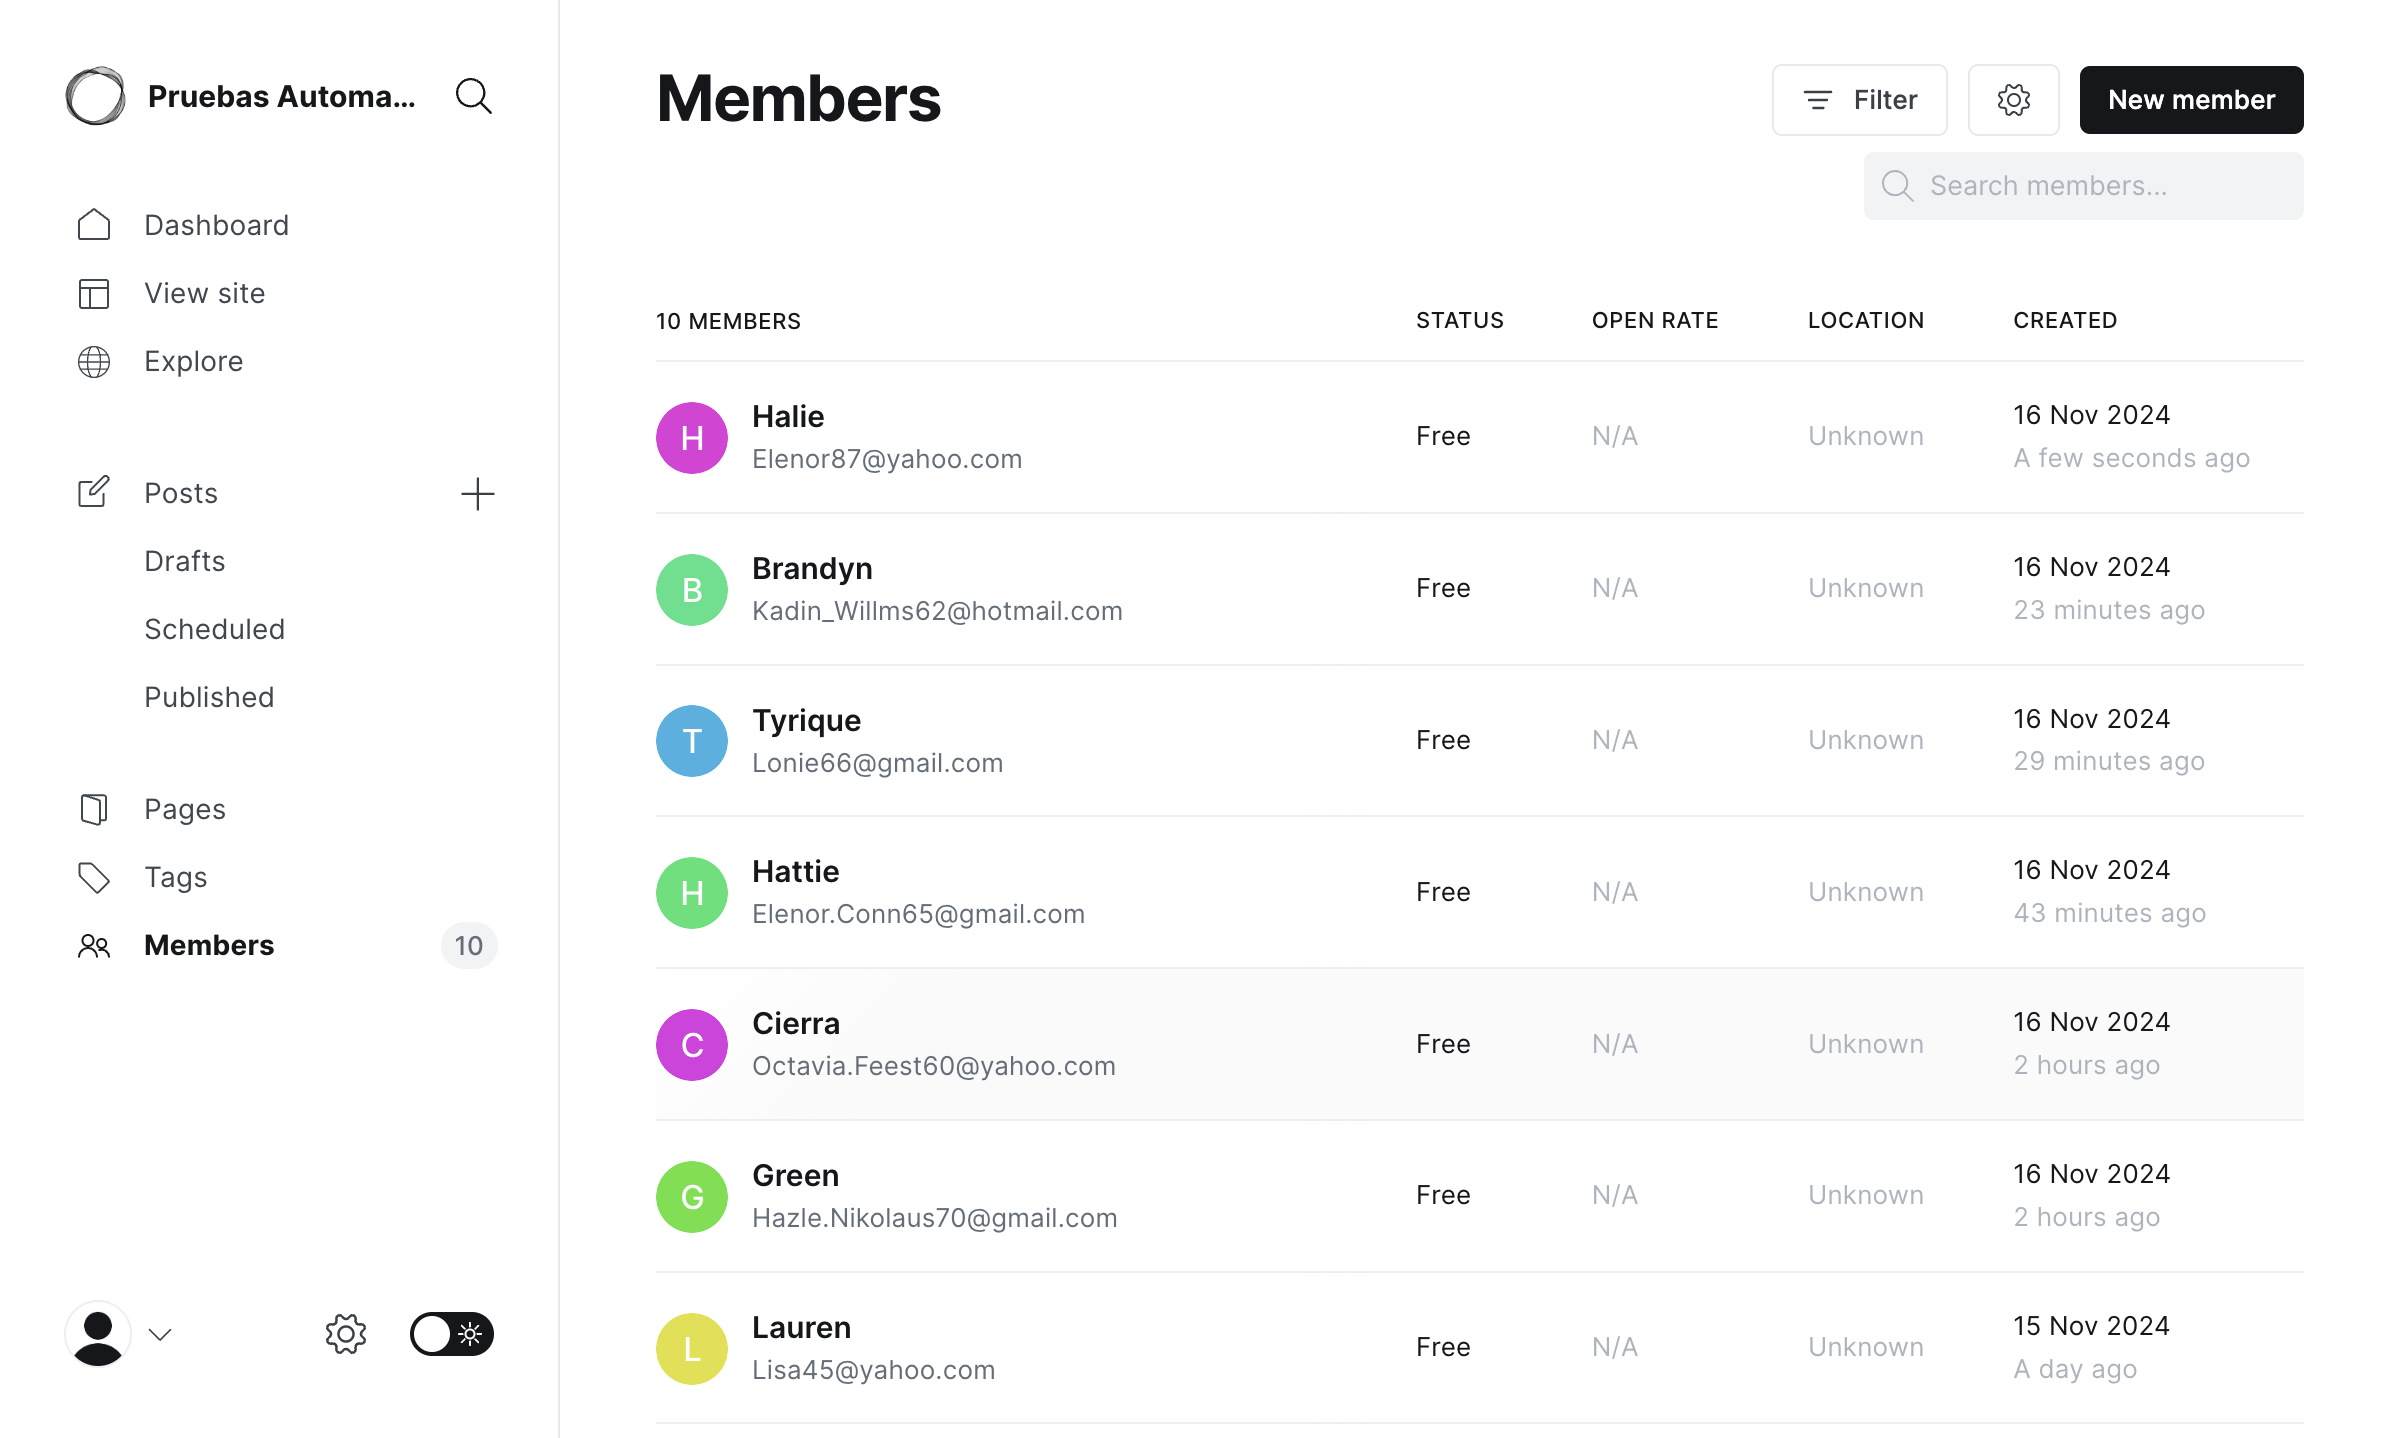 Pruebas Automa...
Dashboard
View site
Explore
Posts
Drafts
Scheduled
Published
Pages
Tags
Members 10
Members
Filter
New member
Search members...
10 MEMBERS STATUS OPEN RATE LOCATION CREATED
H Halie Elenor87@yahoo.com Free N/A Unknown 16 Nov 2024 A few seconds ago
B Brandyn Kadin_Willms62@hotmail.com Free N/A Unknown 16 Nov 2024 23 minutes ago
T Tyrique Lonie66@gmail.com Free N/A Unknown 16 Nov 2024 29 minutes ago
H Hattie Elenor.Conn65@gmail.com Free N/A Unknown 16 Nov 2024 43 minutes ago
C Cierra Octavia.Feest60@yahoo.com Free N/A Unknown 16 Nov 2024 2 hours ago
G Green Hazle.Nikolaus70@gmail.com Free N/A Unknown 16 Nov 2024 2 hours ago
L Lauren Lisa45@yahoo.com Free N/A Unknown 15 Nov 2024 A day ago